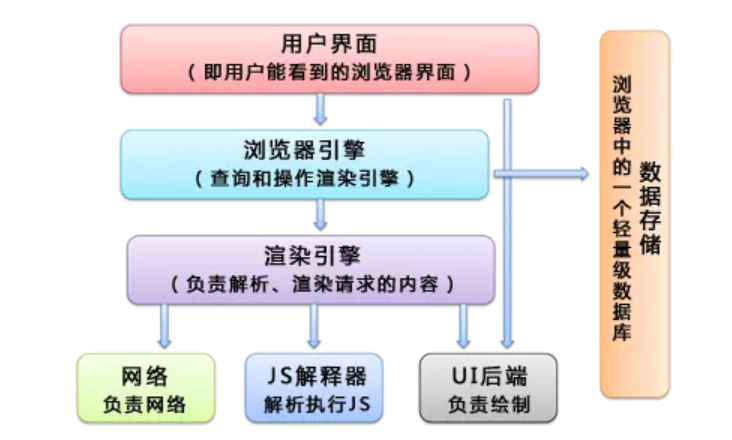 用户界面
（即用户能看到的浏览器界面）
浏览器引擎
（查询和操作渲染引擎）
渲染引擎
（负责解析、渲染请求的内容）
网络
负责网络
JS解释器
解析执行JS
UI后端
负责绘制
数据存储
浏览器中的一个轻量级数据库